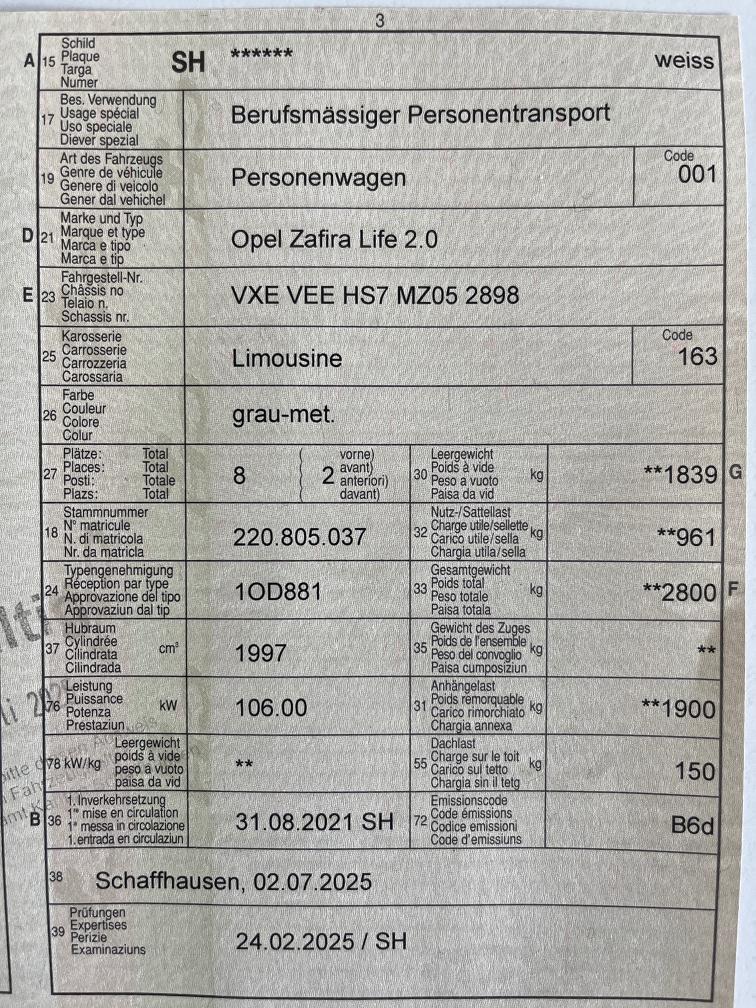 3
A 15 Schild
Plaque
Targa
Numer
SH ****** weiss
17 Bes. Verwendung
Usage spécial
Uso speciale
Diever spezial
Berufsmässiger Personentransport
19 Art des Fahrzeugs
Genre de véhicule
Genere di veicolo
Gener dal vehichel
Personenwagen
Code
001
D 21 Marke und Typ
Marque et type
Marca e tipo
Marca e tip
Opel Zafira Life 2.0
E 23 Fahrgestell-Nr.
Châssis no
Telaio n.
Schassis nr.
VXE VEE HS7 MZ05 2898
25 Karosserie
Carrosserie
Carrozzeria
Carossaria
Limousine
Code
163
26 Farbe
Couleur
Colore
Colur
grau-met.
27 Plätze: Total
Places: Total
Posti: Totale
Plazs: Total
8
( vorne)
2 avant)
anteriori)
( davant)
30 Leergewicht
Poids à vide
Peso a vuoto
Paisa da vid
kg
**1839 G
18 Stammnummer
N° matricule
N. di matricola
Nr. da matricla
220.805.037
32 Nutz-/Sattellast
Charge utile/sellette kg
Carico utile/sella
Chargia utila/sella
**961
24 Typengenehmigung
Réception par type
Approvazione del tipo
Approvaziun dal tip
1OD881
33 Gesamtgewicht
Poids total
Peso totale
Paisa totala
kg
**2800 F
37 Hubraum
Cylindrée
Cilindrata
Cilindrada
cm³
1997
35 Gewicht des Zuges
Poids de l'ensemble
Peso del convoglio
Paisa cumposiziun
kg
**
76 Leistung
Puissance
Potenza
Prestaziun
kW
106.00
31 Anhängelast
Poids remorquable
Carico rimorchiato
Chargia annexa
kg
**1900
78 kW/kg
Leergewicht
poids à vide
peso a vuoto
paisa da vid
**
55 Dachlast
Charge sur le toit
Carico sul tetto
Chargia sin il tetg
kg
150
B 36 1. Inverkehrsetzung
1re mise en circulation
1a messa in circolazione
1. entrada en circulaziun
31.08.2021 SH
72 Emissionscode
Code émissions
Codice emissioni
Code d'emissiuns
B6d
38 Schaffhausen, 02.07.2025
39 Prüfungen
Expertises
Perizie
Examinaziuns
24.02.2025 / SH